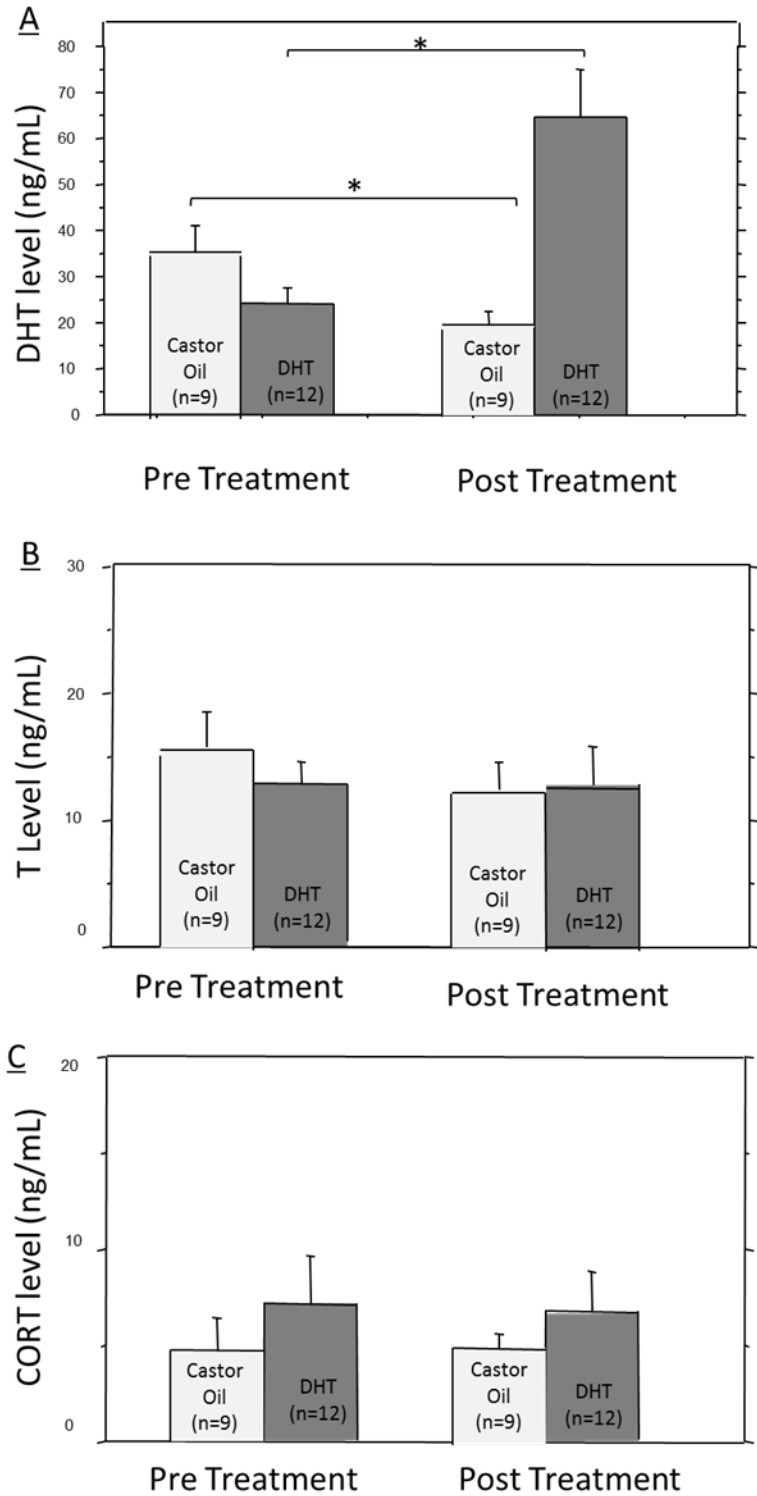 A
DHT level (ng/mL)
80
70
60
50
40
30
20
10
0
*
*
Castor
Oil
(n=9)
DHT
(n=12)
Castor
Oil
(n=9)
DHT
(n=12)
Pre Treatment
Post Treatment
B
T Level (ng/mL)
30
20
10
0
Castor
Oil
(n=9)
DHT
(n=12)
Castor
Oil
(n=9)
DHT
(n=12)
Pre Treatment
Post Treatment
C
CORT level (ng/mL)
20
10
0
Castor
Oil
(n=9)
DHT
(n=12)
Castor
Oil
(n=9)
DHT
(n=12)
Pre Treatment
Post Treatment